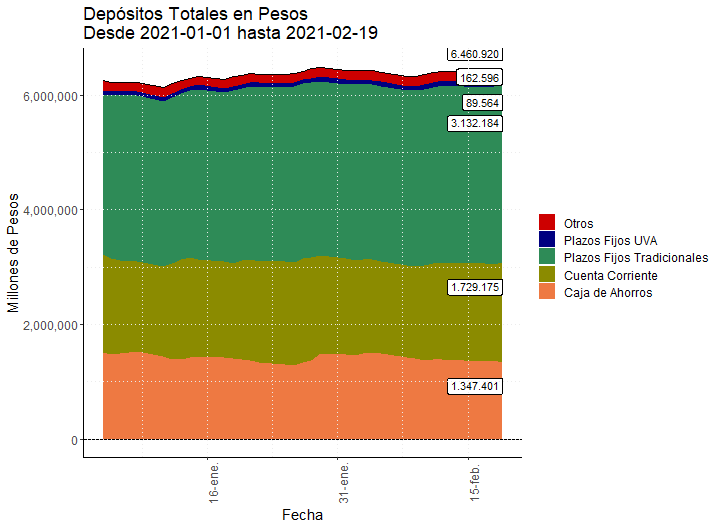 Depósitos Totales en Pesos
Desde 2021-01-01 hasta 2021-02-19
Millones de Pesos
6,000,000
4,000,000
2,000,000
0
6.460.920
162.596
89.564
3.132.184
1.729.175
1.347.401
16-ene.
31-ene.
15-feb.
Fecha
Otros
Plazos Fijos UVA
Plazos Fijos Tradicionales
Cuenta Corriente
Caja de Ahorros